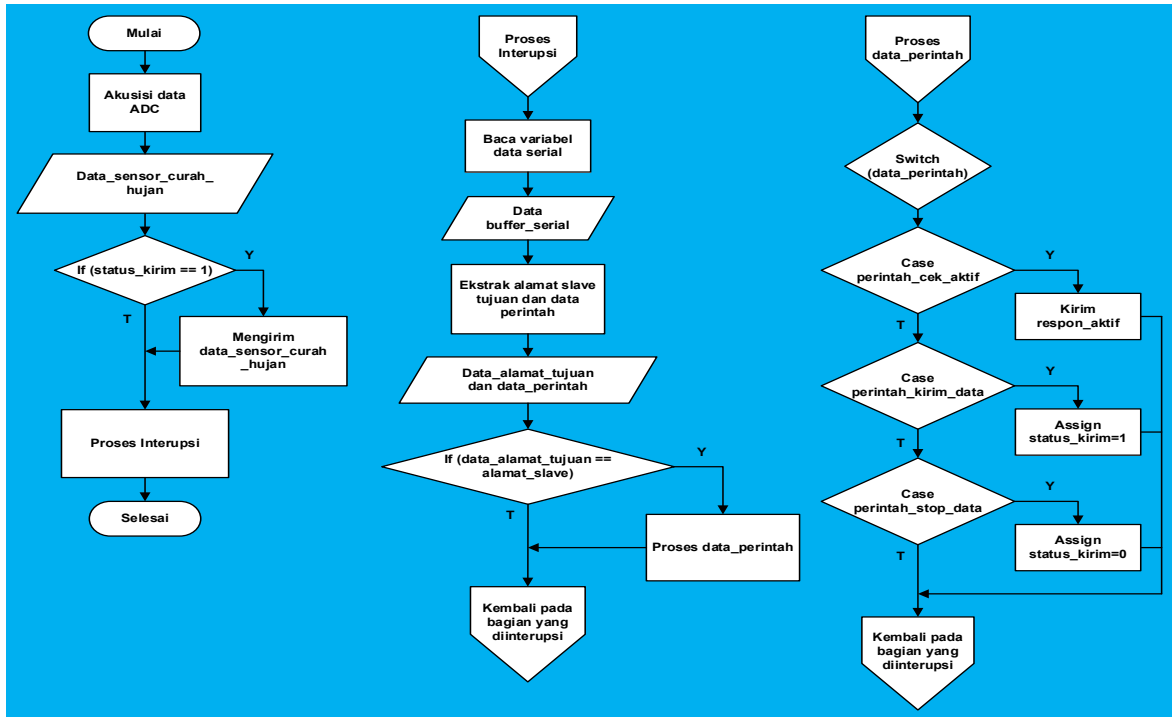 Mulai
Akusisi data
ADC
Data_sensor_curah_
hujan
If (status_kirim == 1)
Y
T
Mengirim
data_sensor_curah
_hujan
Proses Interupsi
Selesai
Proses
Interupsi
Baca variabel
data serial
Data
buffer_serial
Ekstrak alamat slave
tujuan dan data
perintah
Data_alamat_tujuan
dan data_perintah
If (data_alamat_tujuan ==
alamat_slave)
Y
T
Proses data_perintah
Kembali pada
bagian yang
diinterupsi
Proses
data_perintah
Switch
(data_perintah)
Case
perintah_cek_aktif
Y
Kirim
respon_aktif
T
Case
perintah_kirim_data
Y
Assign
status_kirim=1
T
Case
perintah_stop_data
Y
Assign
status_kirim=0
T
Kembali pada
bagian yang
diinterupsi